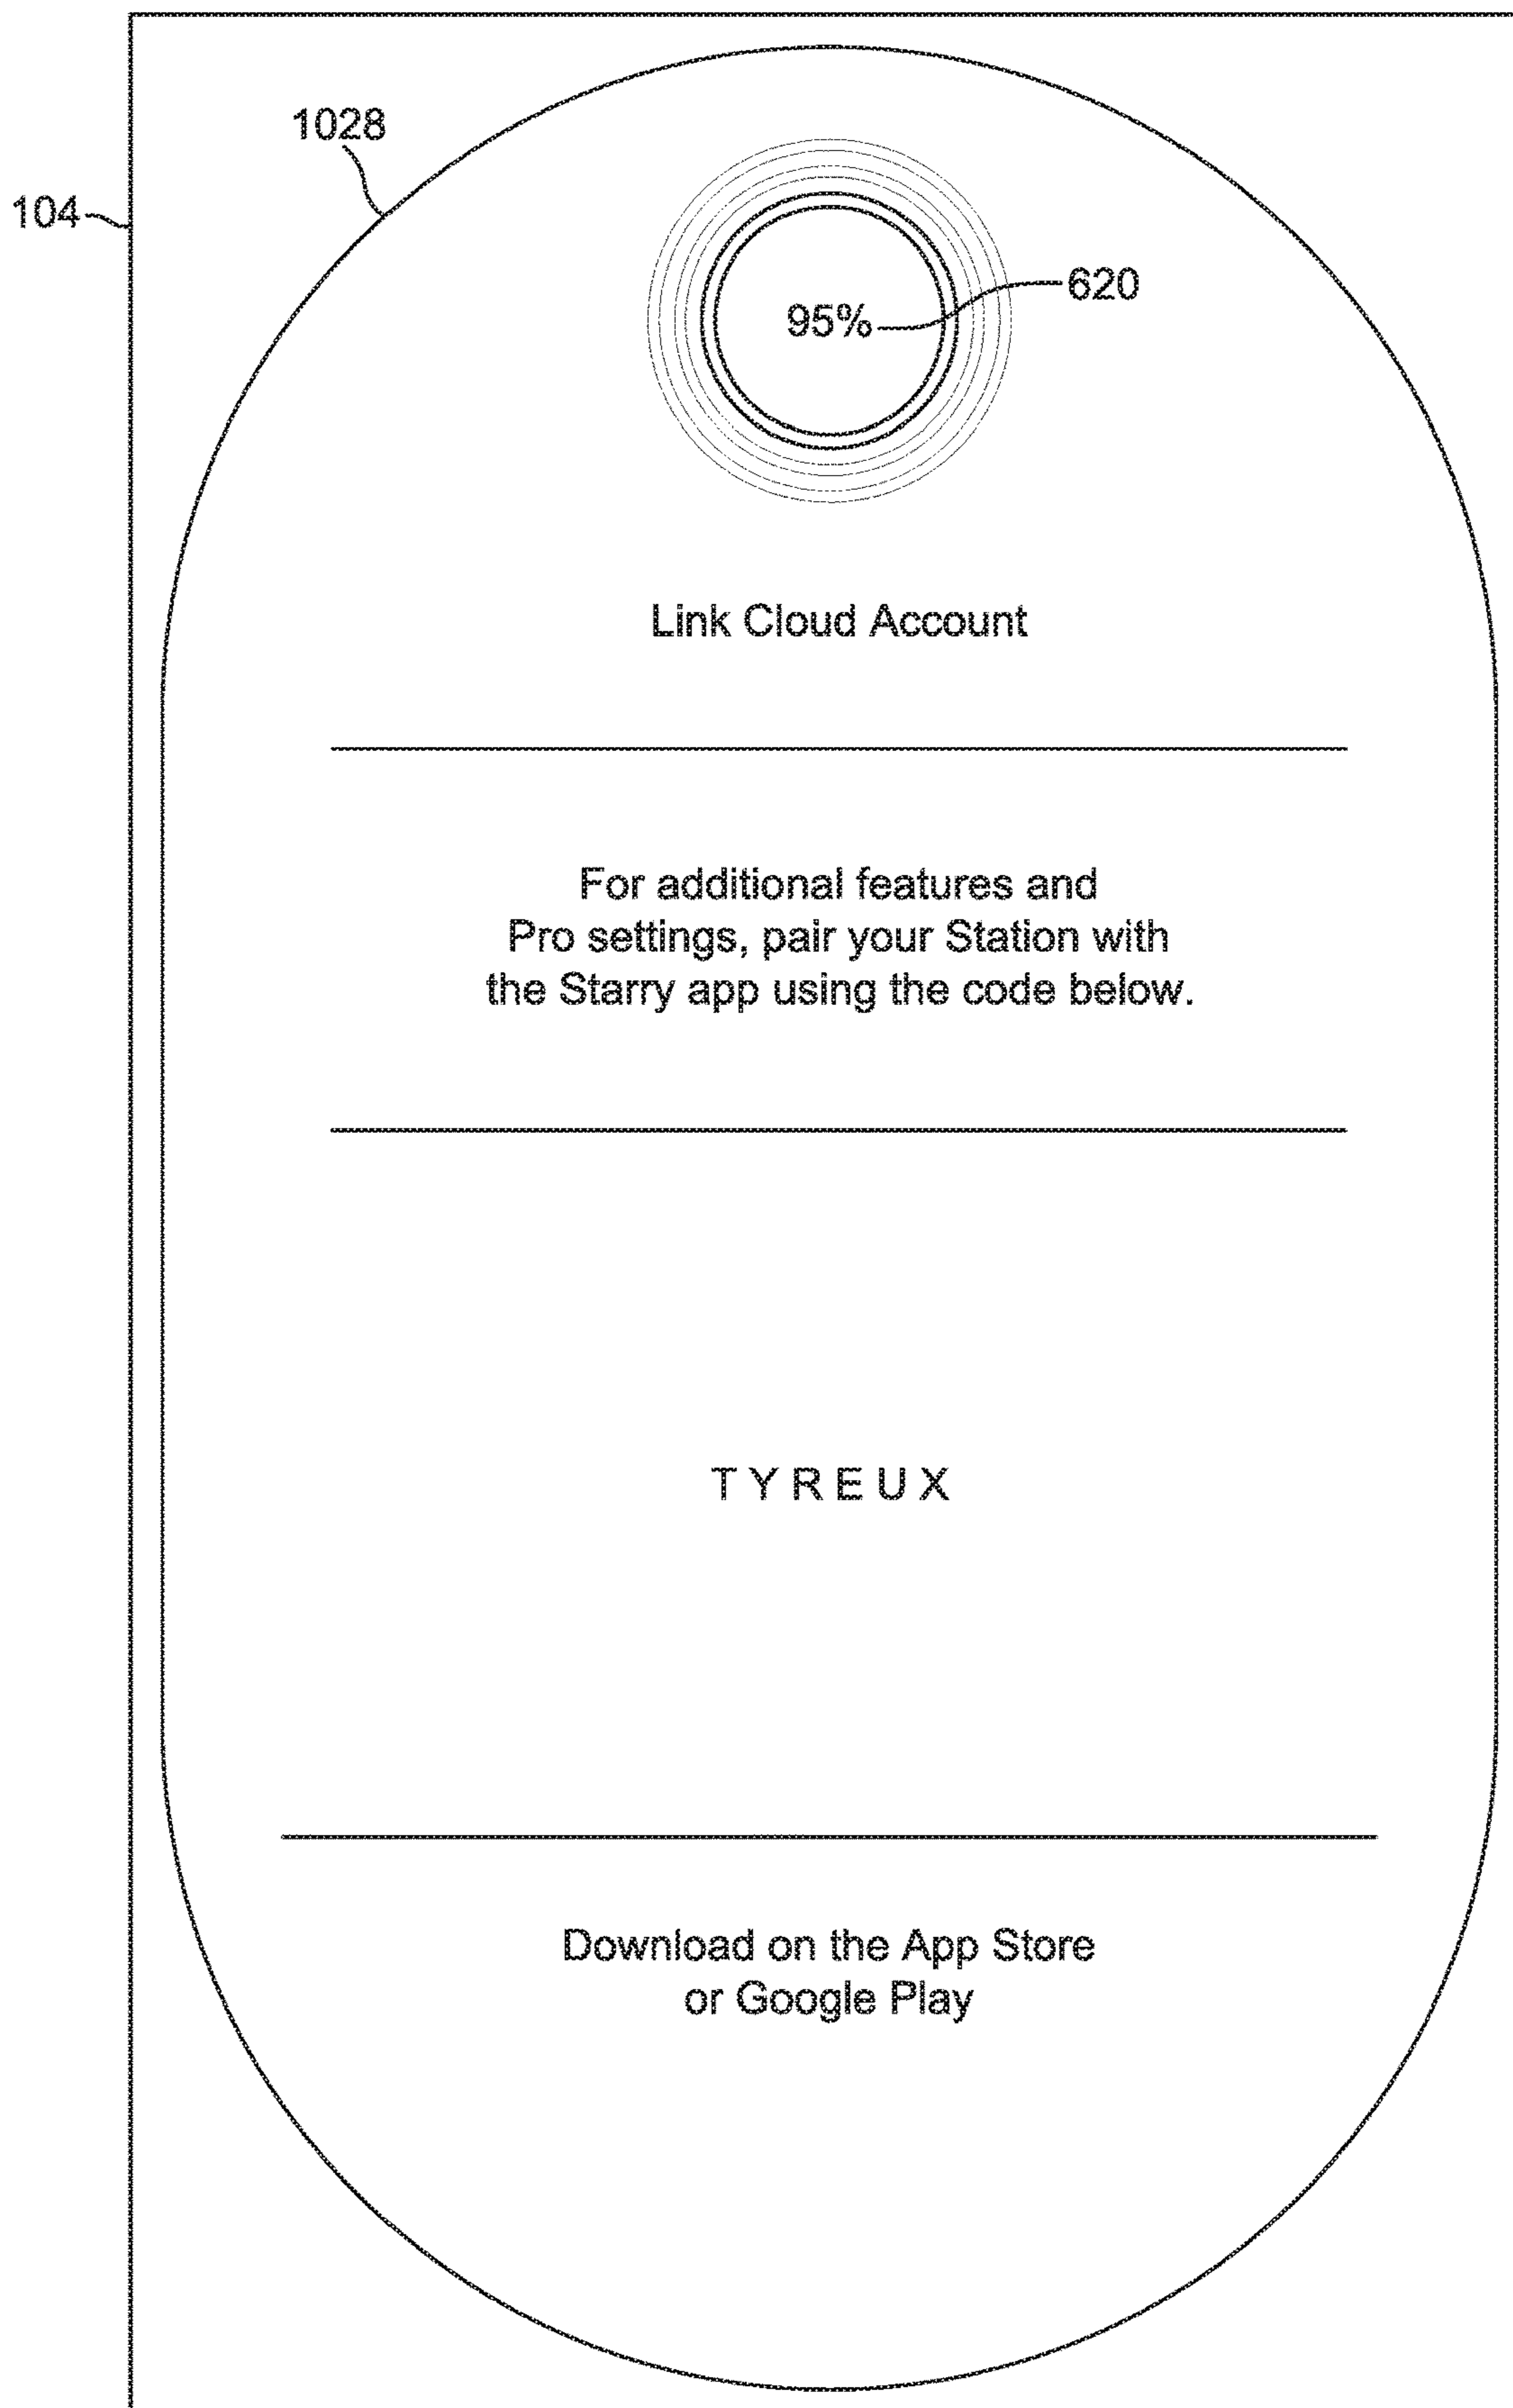 1028
104
620
95%
Link Cloud Account
For additional features and
Pro settings, pair your Station with
the Starry app using the code below.
TYREUX
Download on the App Store
or Google Play